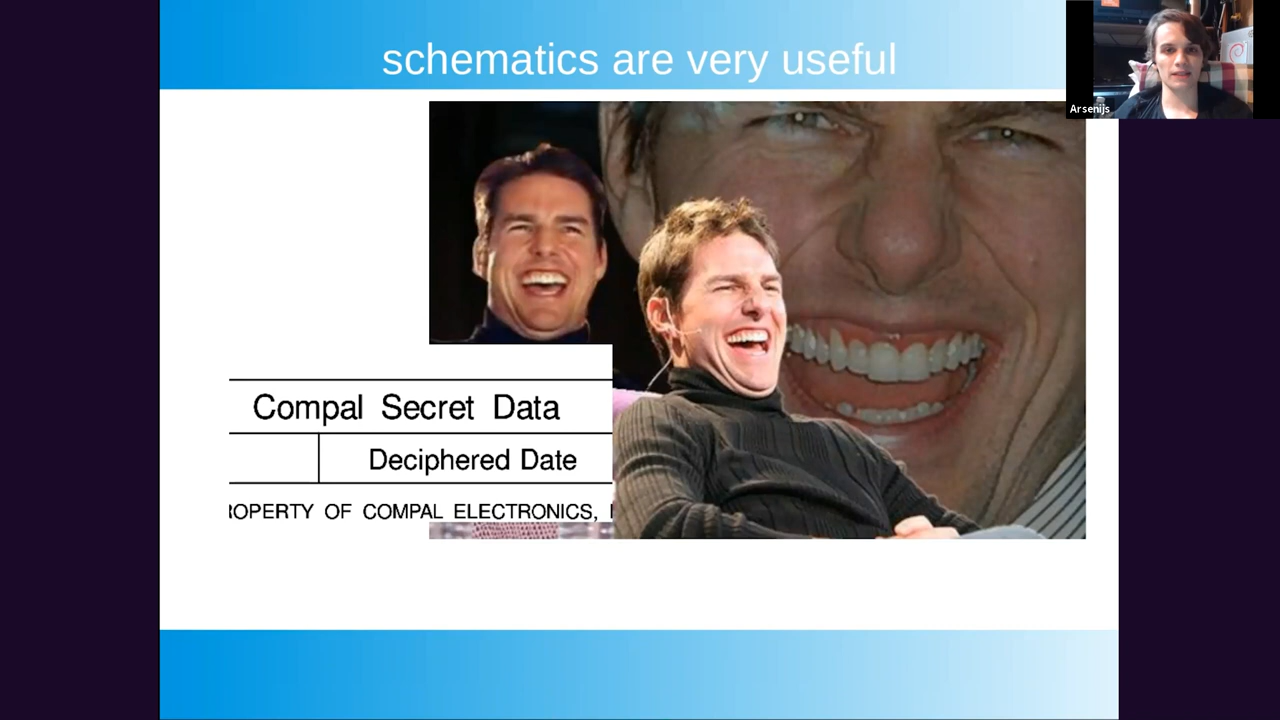 schematics are very useful
Arsenijs
Compal Secret Data
Deciphered Date
ROPERTY OF COMPAL ELECTRONICS,